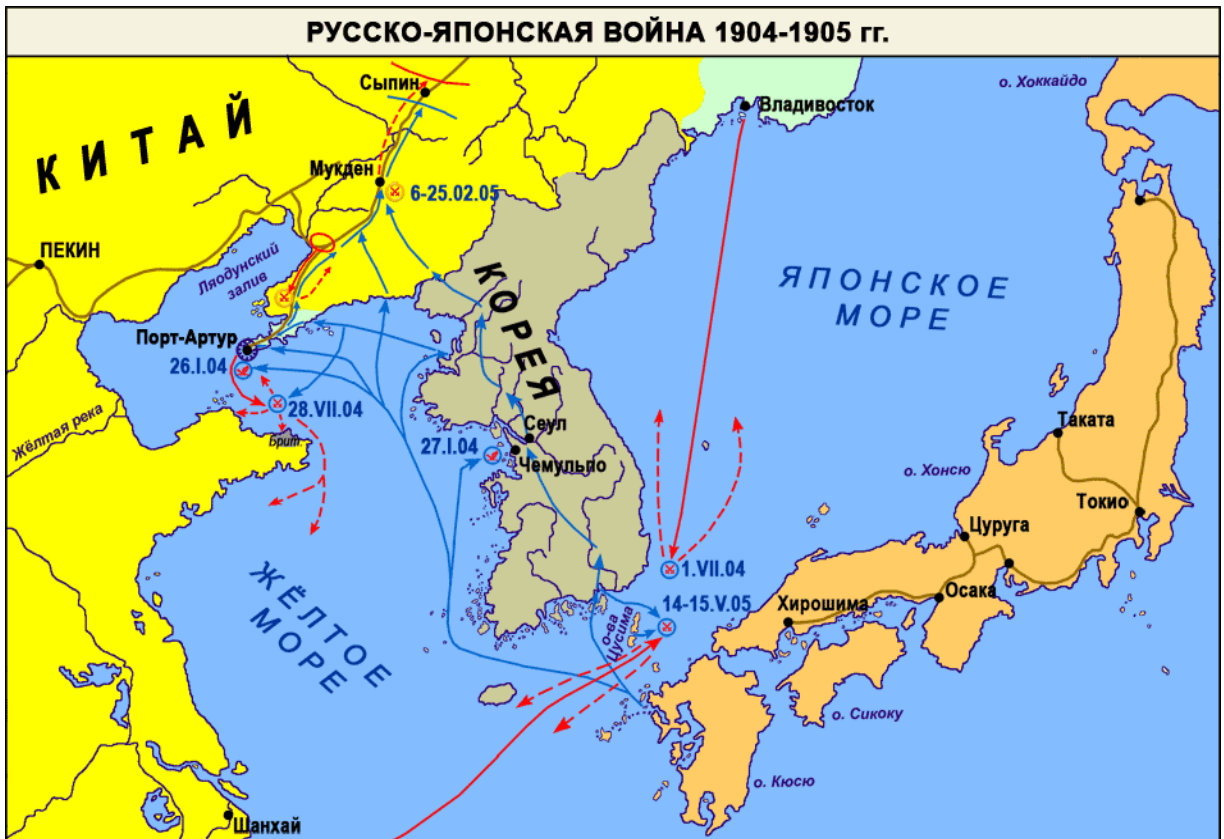 РУССКО-ЯПОНСКАЯ ВОЙНА 1904-1905 гг.
о. Хоккайдо
Сыпин
Владивосток
КИТАЙ
Мукден
6-25.02.05
ПЕКИН
Ляодунский
залив
КОРЕЯ
ЯПОНСКОЕ
МОРЕ
Порт-Артур
26.I.04
28.VII.04
Жёлтая река
Брит.
Сеул
27.I.04
Чемульпо
Таката
о. Хонсю
Токио
Цуруга
1.VII.04
14-15.V.05
Хирошима
Осака
о-ва
Цусима
ЖЁЛТОЕ
МОРЕ
о. Сикоку
о. Кюсю
Шанхай